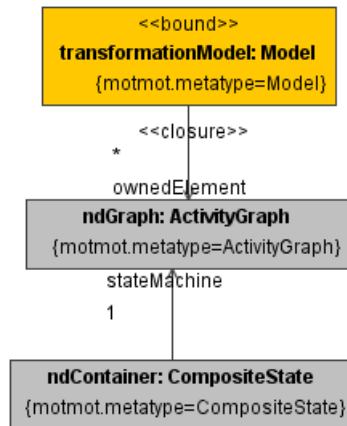 <<bound>>
transformationModel: Model
{motmot.metatype=Model}
<<closure>>
*
ownedElement
ndGraph: ActivityGraph
{motmot.metatype=ActivityGraph}
stateMachine
1
ndContainer: CompositeState
{motmot.metatype=CompositeState}